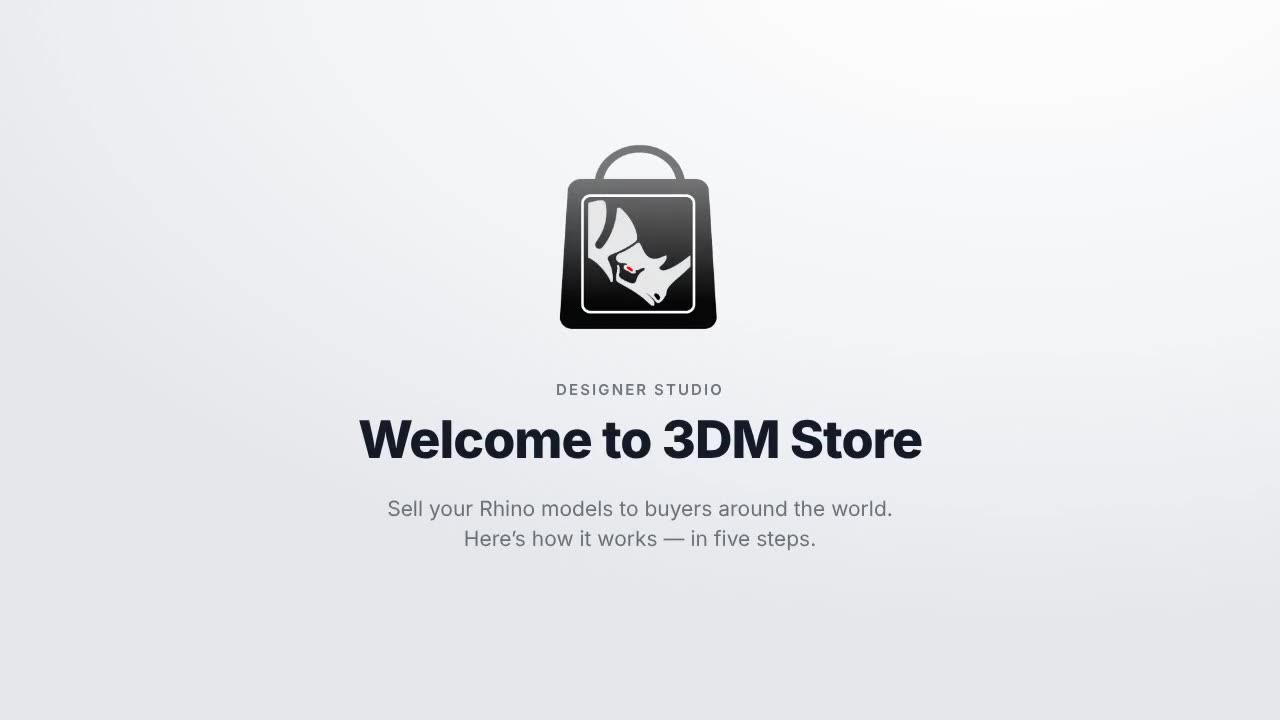 DESIGNER STUDIO
Welcome to 3DM Store
Sell your Rhino models to buyers around the world.
Here’s how it works — in five steps.